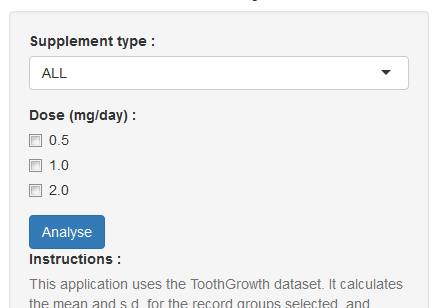 Supplement type :
ALL
Dose (mg/day) :
0.5
1.0
2.0
Analyse
Instructions :
This application uses the ToothGrowth dataset. It calculates
the mean and s.d. for the record groups selected, and